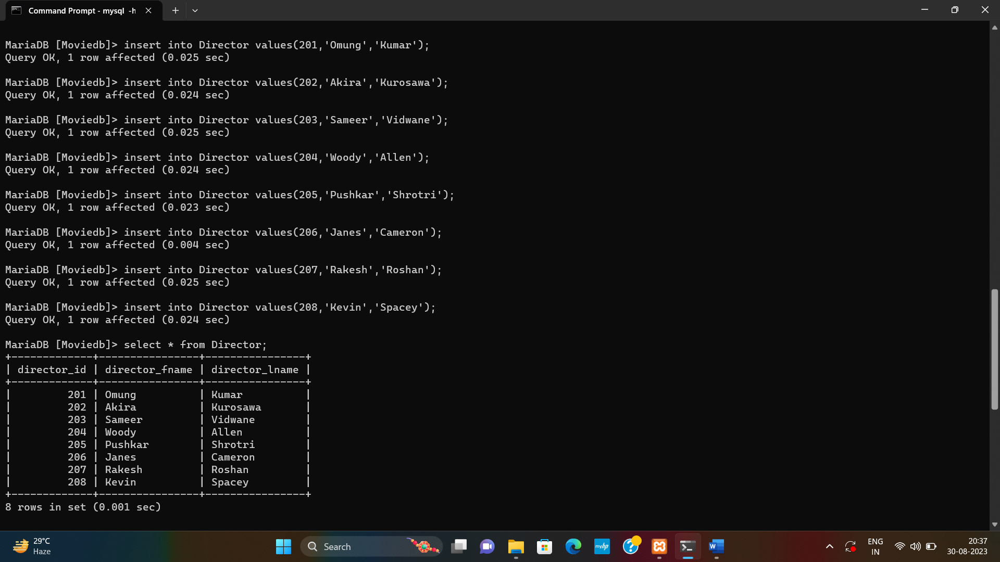 Command Prompt - mysql  -h
MariaDB [Moviedb]> insert into Director values(201,'Omung','Kumar');
Query OK, 1 row affected (0.025 sec)
MariaDB [Moviedb]> insert into Director values(202,'Akira','Kurosawa');
Query OK, 1 row affected (0.024 sec)
MariaDB [Moviedb]> insert into Director values(203,'Sameer','Vidwane');
Query OK, 1 row affected (0.025 sec)
MariaDB [Moviedb]> insert into Director values(204,'Woody','Allen');
Query OK, 1 row affected (0.024 sec)
MariaDB [Moviedb]> insert into Director values(205,'Pushkar','Shrotri');
Query OK, 1 row affected (0.023 sec)
MariaDB [Moviedb]> insert into Director values(206,'Janes','Cameron');
Query OK, 1 row affected (0.004 sec)
MariaDB [Moviedb]> insert into Director values(207,'Rakesh','Roshan');
Query OK, 1 row affected (0.025 sec)
MariaDB [Moviedb]> insert into Director values(208,'Kevin','Spacey');
Query OK, 1 row affected (0.024 sec)
MariaDB [Moviedb]> select * from Director;
+-------------+----------------+----------------+
| director_id | director_fname | director_lname |
+-------------+----------------+----------------+
|         201 | Omung          | Kumar          |
|         202 | Akira          | Kurosawa       |
|         203 | Sameer         | Vidwane        |
|         204 | Woody          | Allen          |
|         205 | Pushkar        | Shrotri        |
|         206 | Janes          | Cameron        |
|         207 | Rakesh         | Roshan         |
|         208 | Kevin          | Spacey         |
+-------------+----------------+----------------+
8 rows in set (0.001 sec)
29°C
Haze
Search
myhp
W
ENG
IN
20:37
30-08-2023